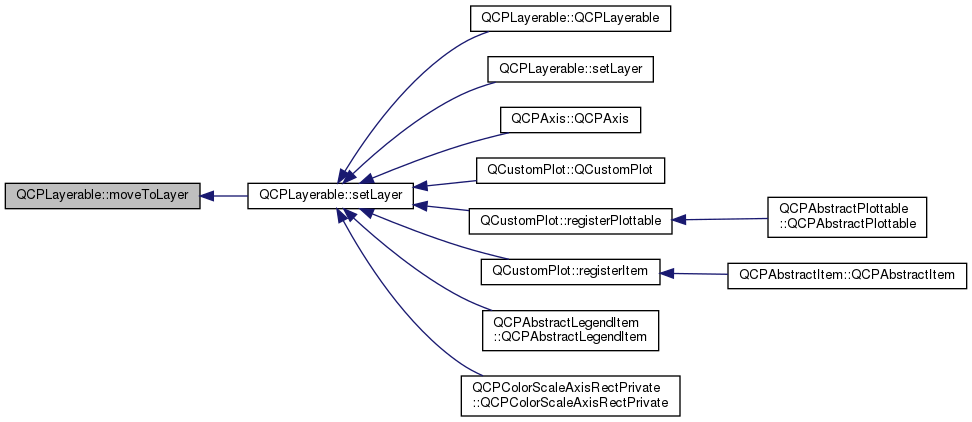 QCPLayerable::QCPLayerable
QCPLayerable::setLayer
QCPAxis::QCPAxis
QCustomPlot::QCustomPlot
QCPLayerable::moveToLayer
QCPLayerable::setLayer
QCustomPlot::registerPlottable
QCPAbstractPlottable
::QCPAbstractPlottable
QCustomPlot::registerItem
QCPAbstractItem::QCPAbstractItem
QCPAbstractLegendItem
::QCPAbstractLegendItem
QCPColorScaleAxisRectPrivate
::QCPColorScaleAxisRectPrivate